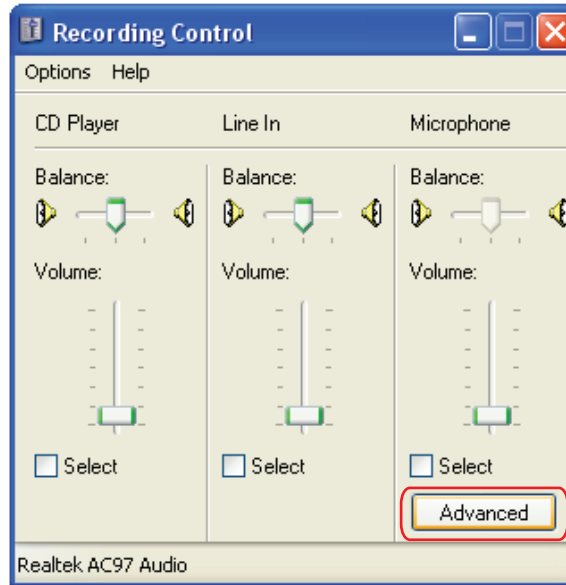 Recording Control
Options Help
CD Player Line In Microphone
Balance: Balance: Balance:
Volume: Volume: Volume:
Select Select Select
Advanced
Realtek AC97 Audio